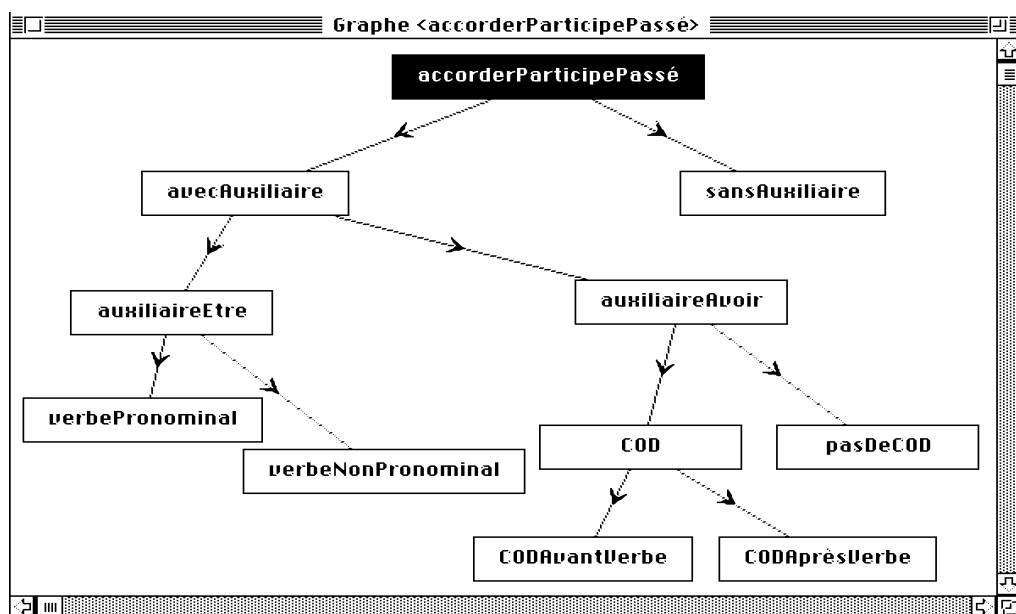 Graphe <accorderParticipePassé>
accorderParticipePassé
avecAuxiliaire
sansAuxiliaire
auxiliaireEtre
auxiliaireAvoir
verbePronominal
verbeNonPronominal
COD
pasDeCOD
CODAvantVerbe
CODAprèsVerbe